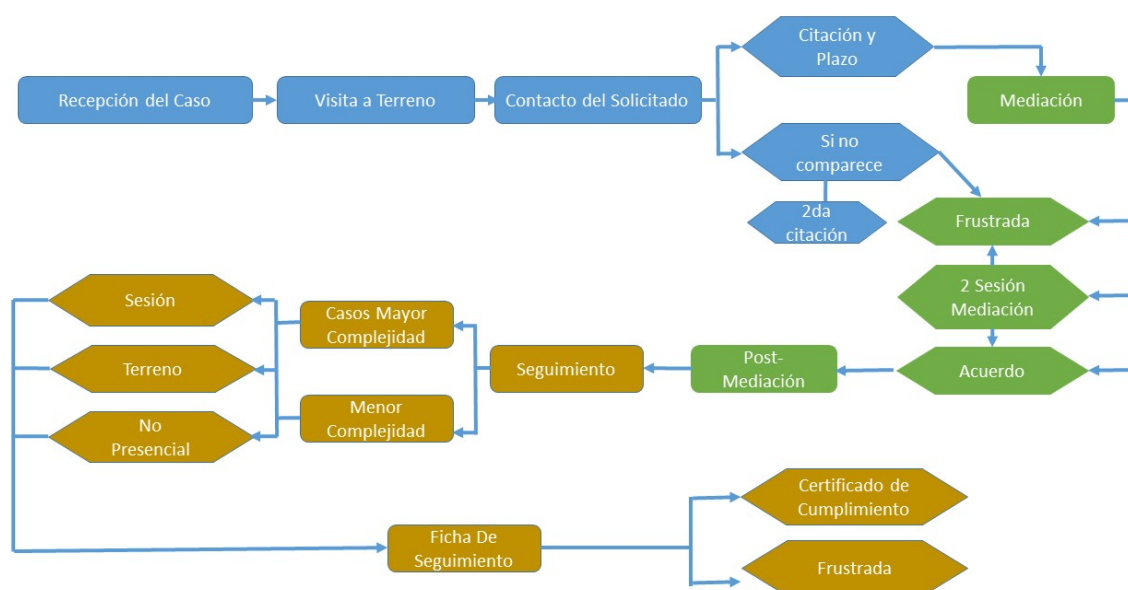 Citación y
Plazo
Recepción del Caso
Visita a Terreno
Contacto del Solicitado
Mediación
Si no
comparece
2da
citación
Frustrada
2 Sesión
Mediación
Acuerdo
Post-
Mediación
Seguimiento
Casos Mayor
Complejidad
Menor
Complejidad
Sesión
Terreno
No
Presencial
Ficha De
Seguimiento
Certificado de
Cumplimiento
Frustrada